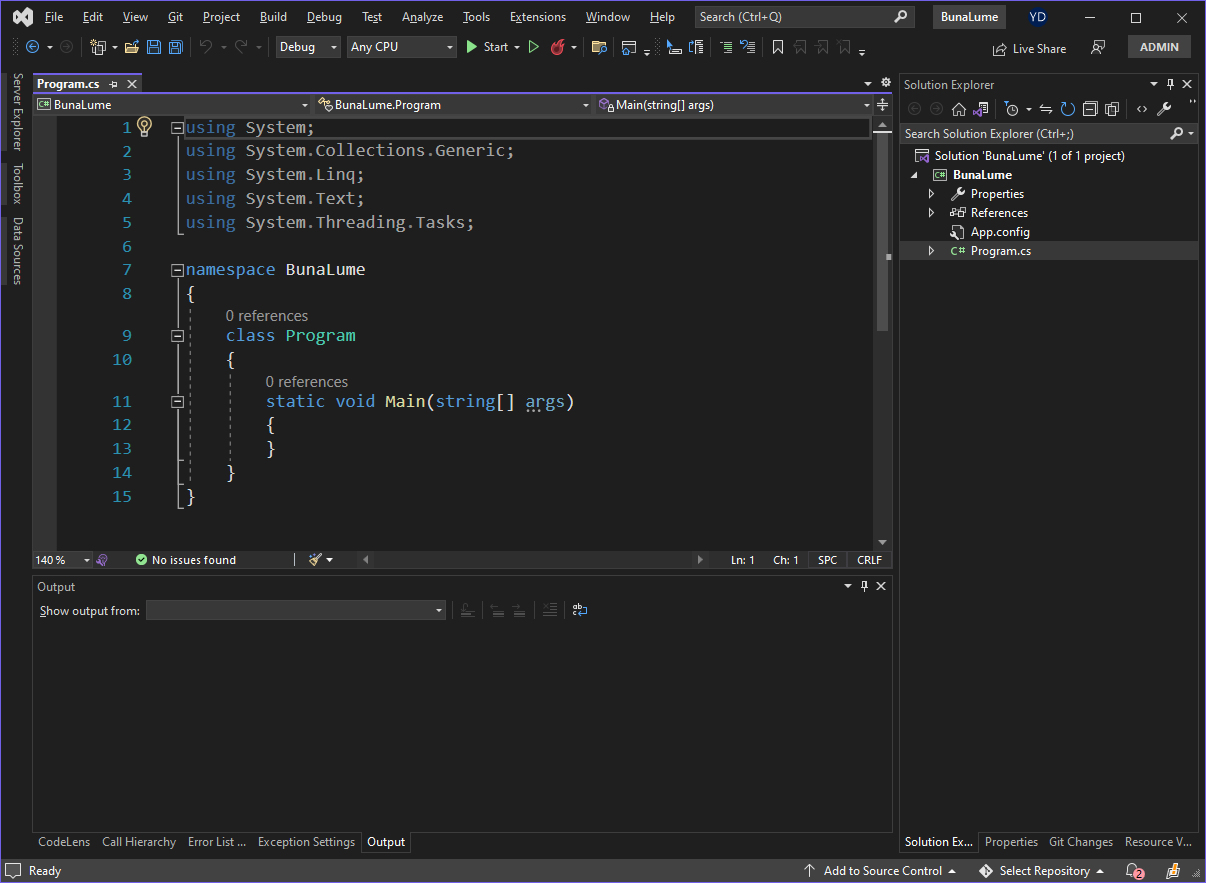 File Edit View Git Project Build Debug Test Analyze Tools Extensions Window Help Search (Ctrl+Q) BunaLume YD
Debug Any CPU Start Live Share ADMIN
Server Explorer
Toolbox
Data Sources
Program.cs
C# BunaLume BunaLume.Program Main(string[] args)
1 using System;
2 using System.Collections.Generic;
3 using System.Linq;
4 using System.Text;
5 using System.Threading.Tasks;
6
7 namespace BunaLume
8 {
0 references
9 class Program
10 {
0 references
11 static void Main(string[] args)
12 {
13 }
14 }
15 }
140 % No issues found Ln: 1 Ch: 1 SPC CRLF
Output
Show output from:
CodeLens Call Hierarchy Error List ... Exception Settings Output
Solution Explorer
Search Solution Explorer (Ctrl+;)
Solution 'BunaLume' (1 of 1 project)
C# BunaLume
Properties
References
App.config
C# Program.cs
Solution Ex... Properties Git Changes Resource V...
Ready Add to Source Control Select Repository 2